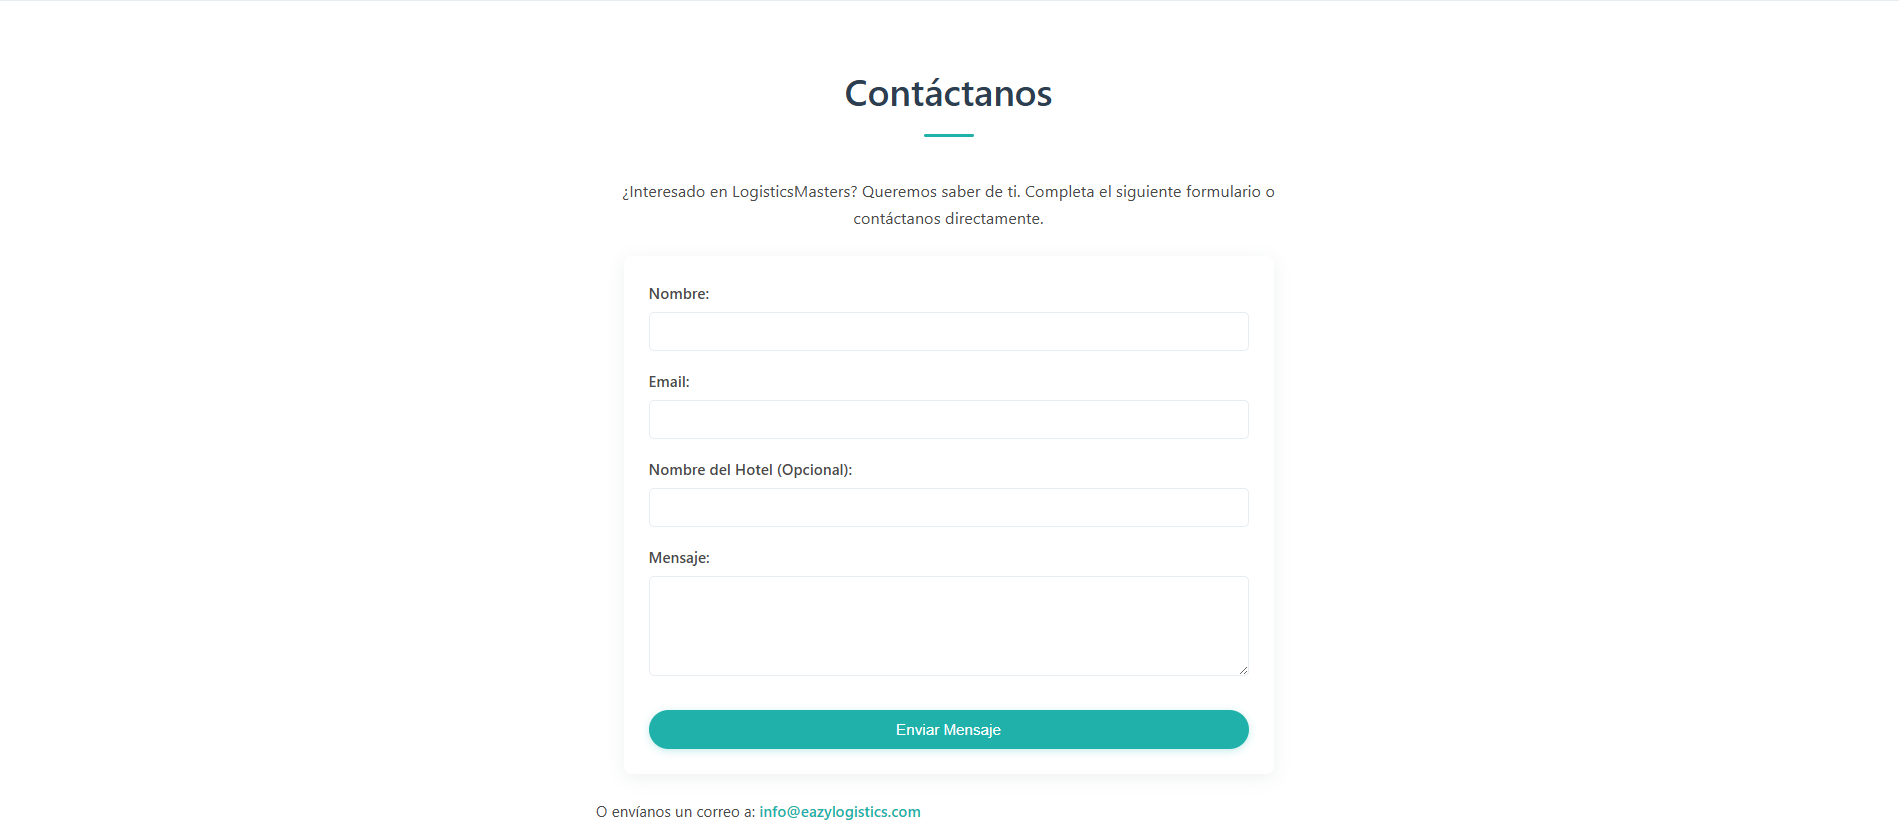 Contáctanos
¿Interesado en LogisticsMasters? Queremos saber de ti. Completa el siguiente formulario o
contáctanos directamente.
Nombre:
Email:
Nombre del Hotel (Opcional):
Mensaje:
Enviar Mensaje
O envíanos un correo a: info@eazylogistics.com